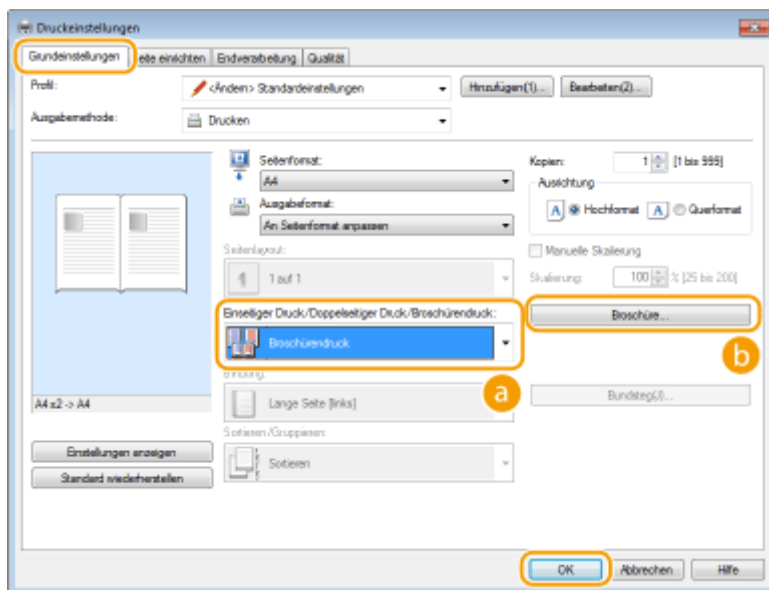 Druckeinstellungen
Grundeinstellungen eite einrichten Endverarbeitung Qualität
Profil: <Ändern> Standardeinstellungen Hinzufügen(1)... Bearbeiten(2)...
Ausgabemethode: Drucken
Seitenformat: Kopien: 1 [1 bis 999]
A4 Ausrichtung
Ausgabeformat: A Hochformat A Querformat
An Seitenformat anpassen
Seitenlayout: Manuelle Skalierung
1 1 auf 1 Skalierung: 100 % [25 bis 200]
Einseitiger Druck/Doppelseitiger Druck/Broschürendruck: Broschüre...
Broschürendruck b
Bindung: a
A4 x2 -> A4 Lange Seite [links] Bundsteg(J)...
Sortieren/Gruppieren:
Einstellungen anzeigen Sortieren
Standard wiederherstellen
OK Abbrechen Hilfe